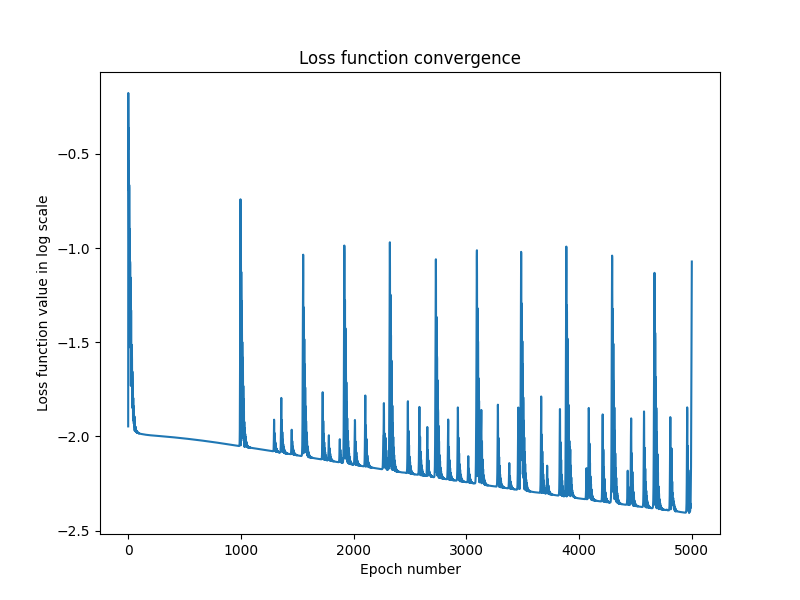 Loss function convergence
Loss function value in log scale
−0.5
−1.0
−1.5
−2.0
−2.5
0 1000 2000 3000 4000 5000
Epoch number